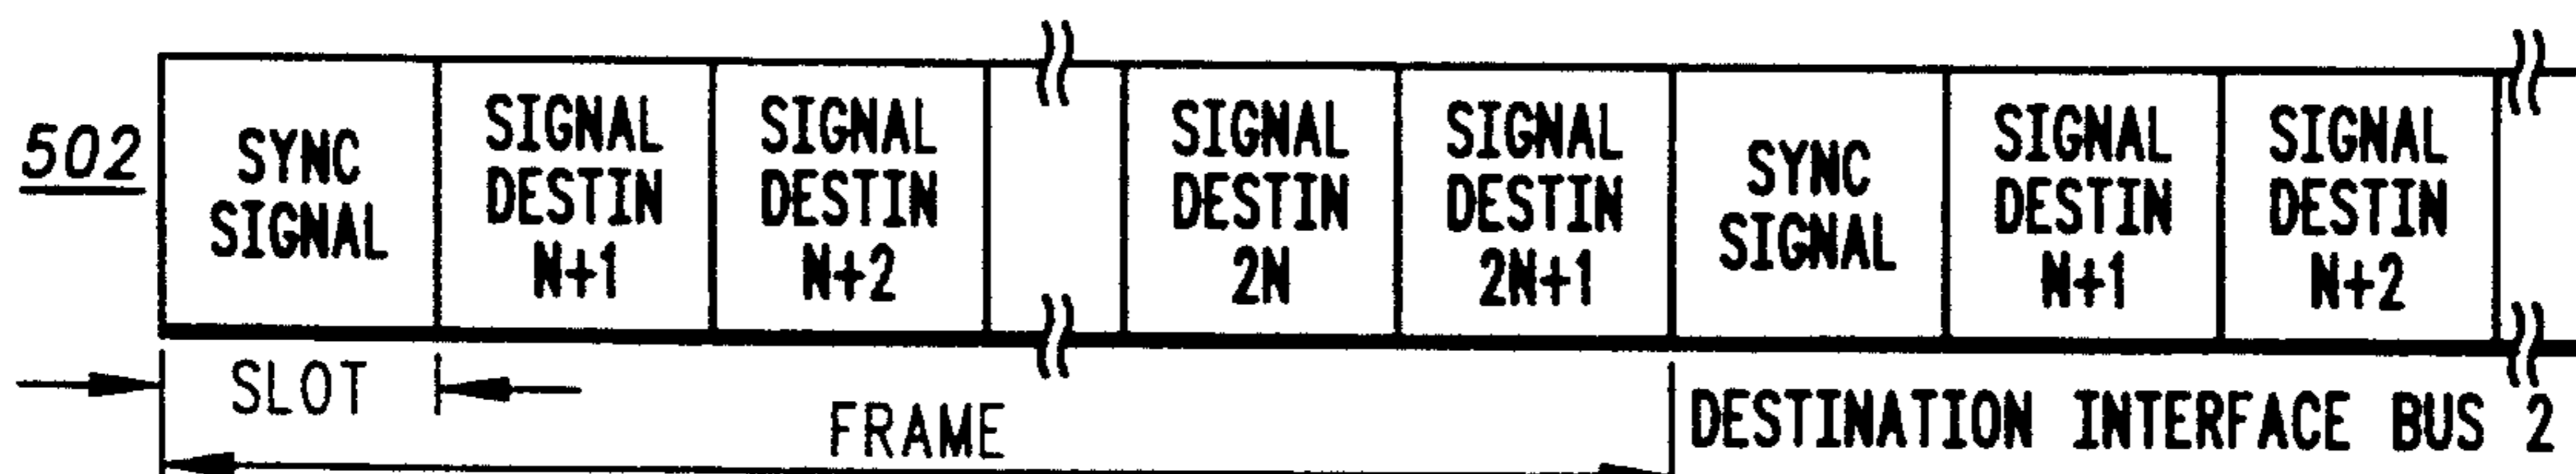 502
SYNC
SIGNAL
SIGNAL
DESTIN
N+1
SIGNAL
DESTIN
N+2
SIGNAL
DESTIN
2N
SIGNAL
DESTIN
2N+1
SYNC
SIGNAL
SIGNAL
DESTIN
N+1
SIGNAL
DESTIN
N+2
SLOT
FRAME
DESTINATION INTERFACE BUS 2